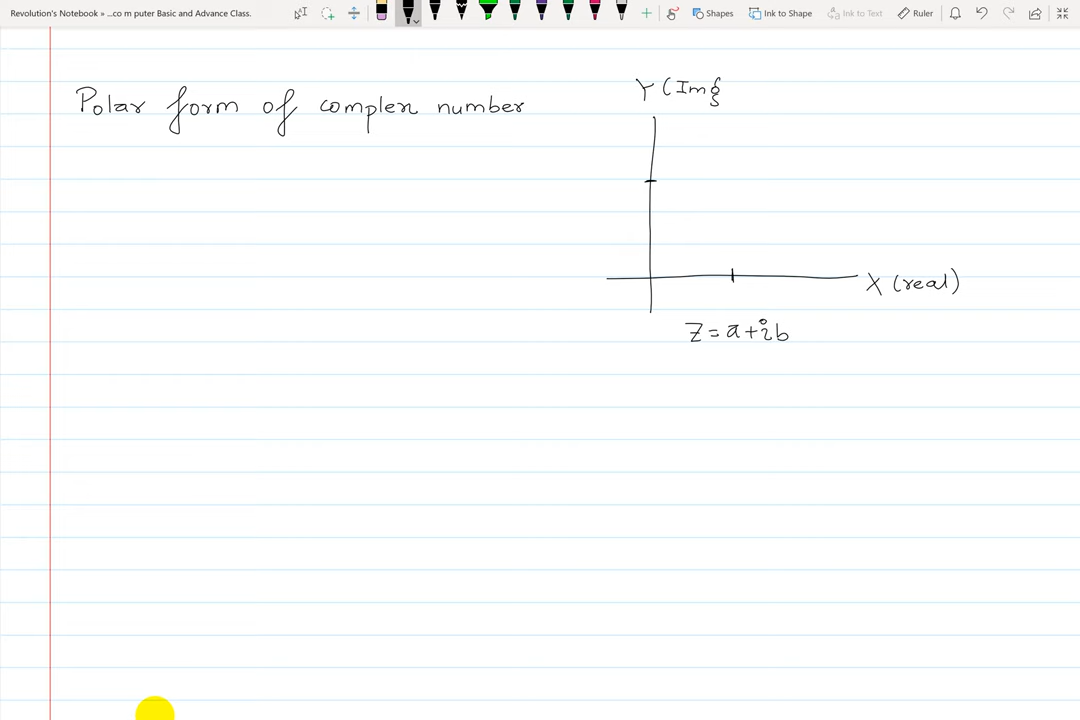 Revolution's Notebook » ...co m puter Basic and Advance Class.
Shapes
Ink to Shape
Ink to Text
Ruler
Polar form of complex number
Y (Img
X (real)
Z = a + ib